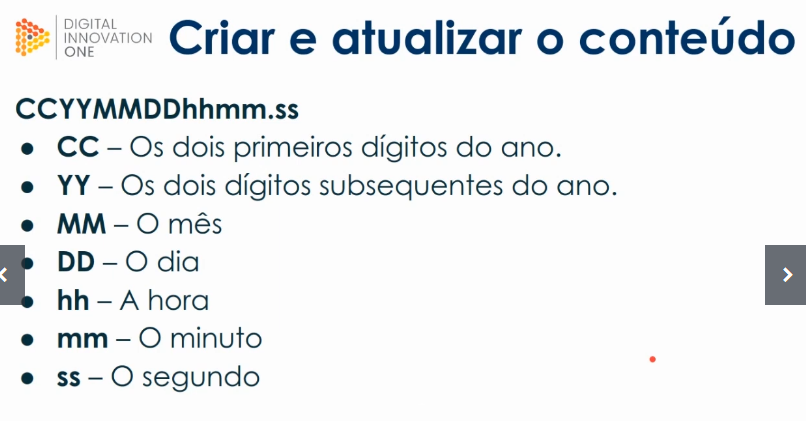 DIGITAL
INNOVATION
ONE
Criar e atualizar o conteúdo
CCYYMMDDhhmm.ss
● CC – Os dois primeiros dígitos do ano.
● YY – Os dois dígitos subsequentes do ano.
● MM – O mês
● DD – O dia
● hh – A hora
● mm – O minuto
● ss – O segundo